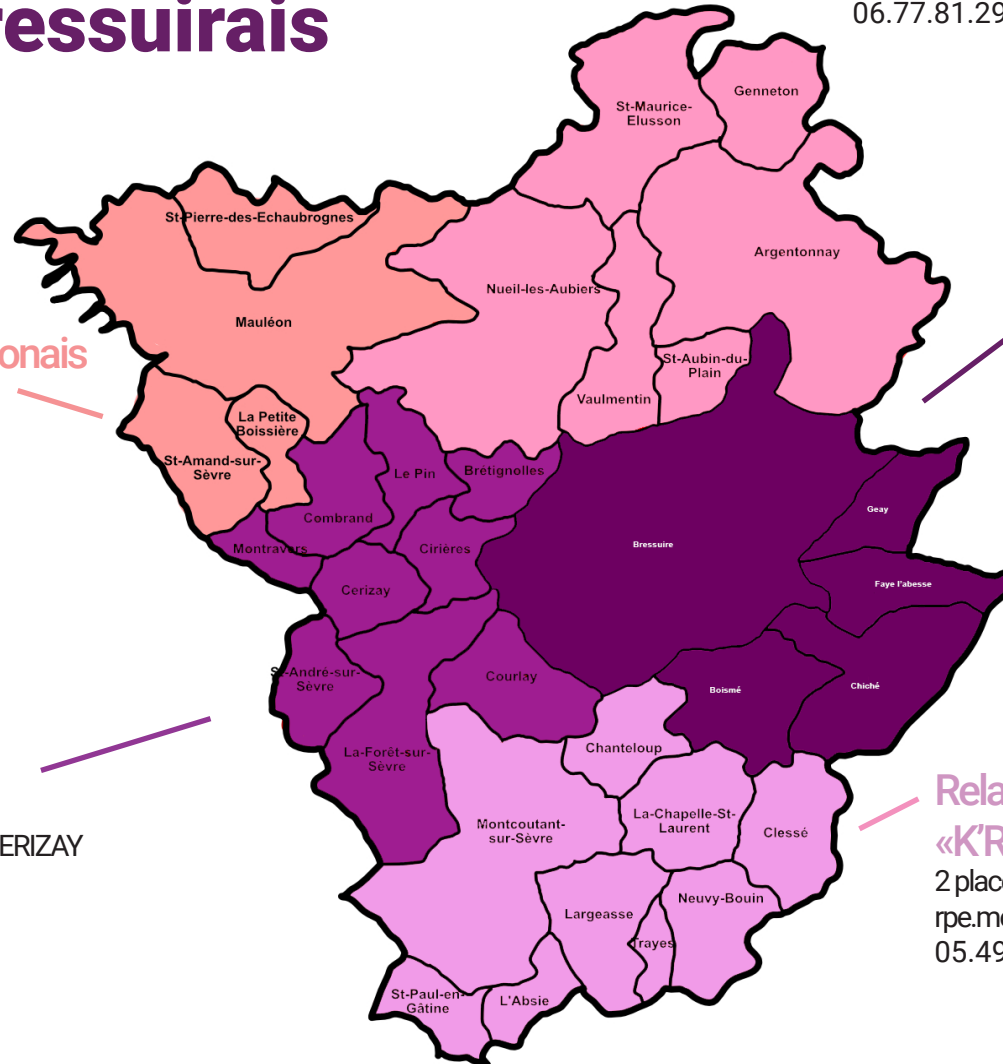 ressuirais
06.77.81.29
Genneton
St-Maurice-
Elusson
St-Pierre-des-Echaubrognes
Argentonnay
Nueil-les-Aubiers
Mauléon
onais
St-Aubin-du-
Plain
Vaulmentin
La Petite
Boissière
St-Amand-sur-
Sèvre
Le Pin
Brétignolles
Combrand
Geay
Montravers
Cirières
Bressuire
Cerizay
Faye l'abesse
St-André-sur-
Sèvre
Courlay
Boismé
Chiché
La-Forêt-sur-
Sèvre
Chanteloup
Montcoutant-
sur-Sèvre
La-Chapelle-St-
Laurent
Clessé
ERIZAY
Rela
«K'R
2 place
rpe.mo
05.49
Neuvy-Bouin
Largeasse
Trayes
St-Paul-en-
Gâtine
L'Absie